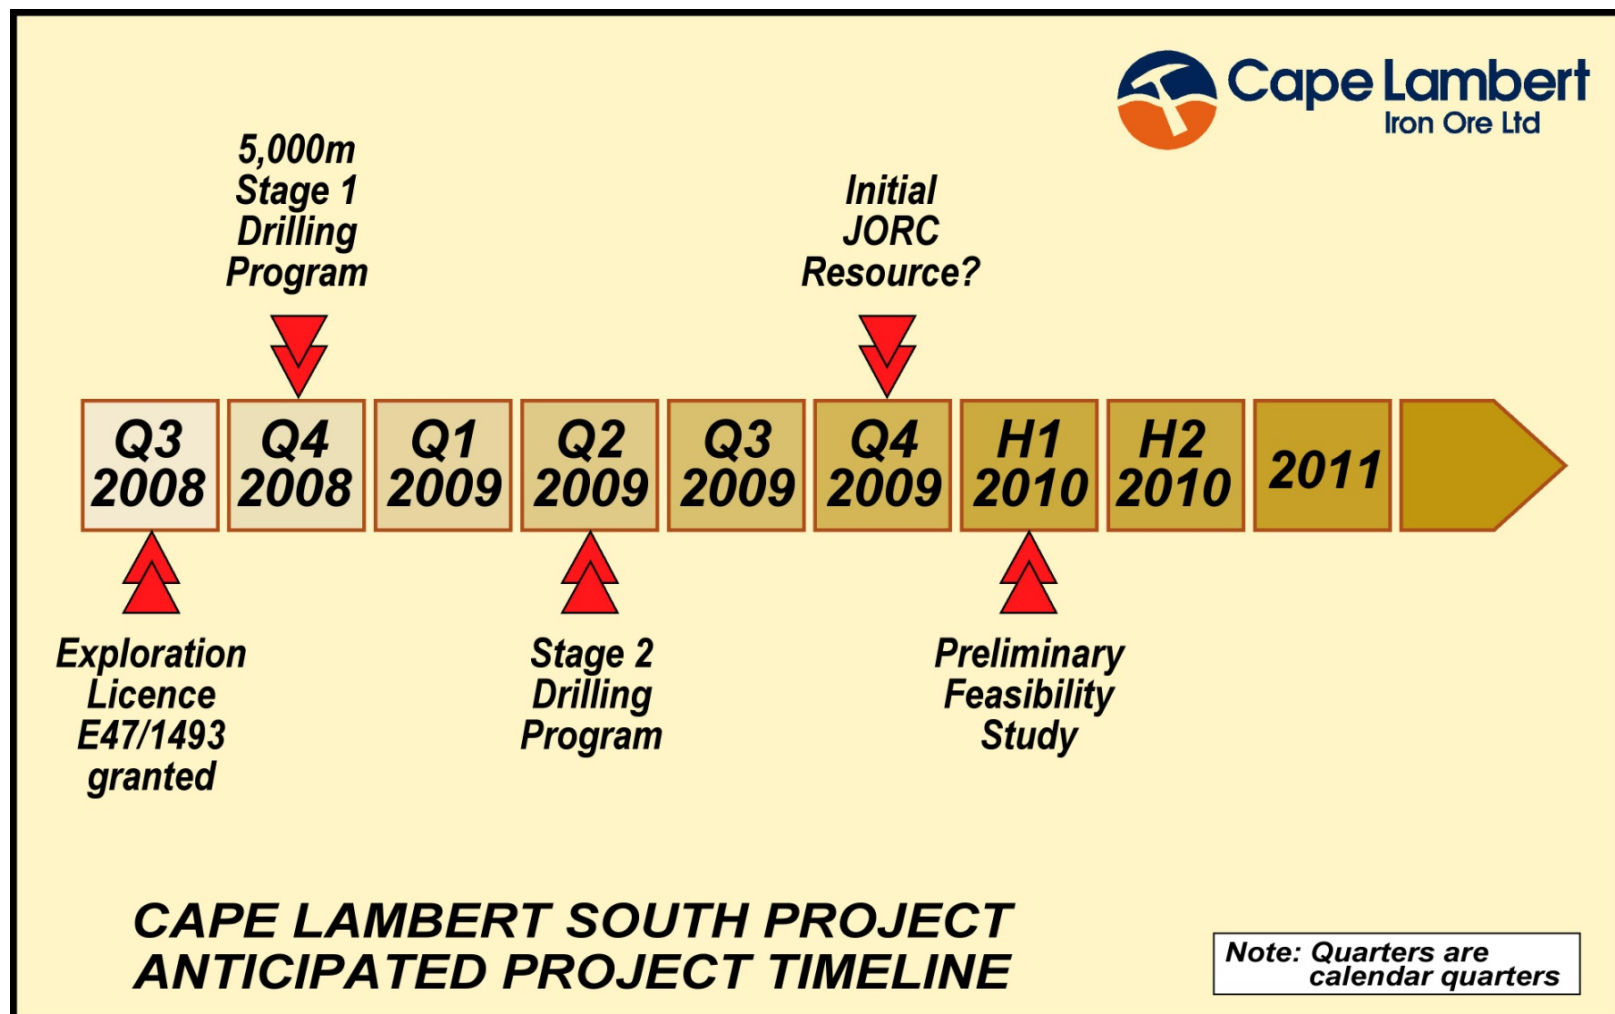 Cape Lambert
Iron Ore Ltd
5,000m
Stage 1
Drilling
Program
Initial
JORC
Resource?
Q3
2008
Q4
2008
Q1
2009
Q2
2009
Q3
2009
Q4
2009
H1
2010
H2
2010
2011
Exploration
Licence
E47/1493
granted
Stage 2
Drilling
Program
Preliminary
Feasibility
Study
CAPE LAMBERT SOUTH PROJECT
ANTICIPATED PROJECT TIMELINE
Note: Quarters are
calendar quarters